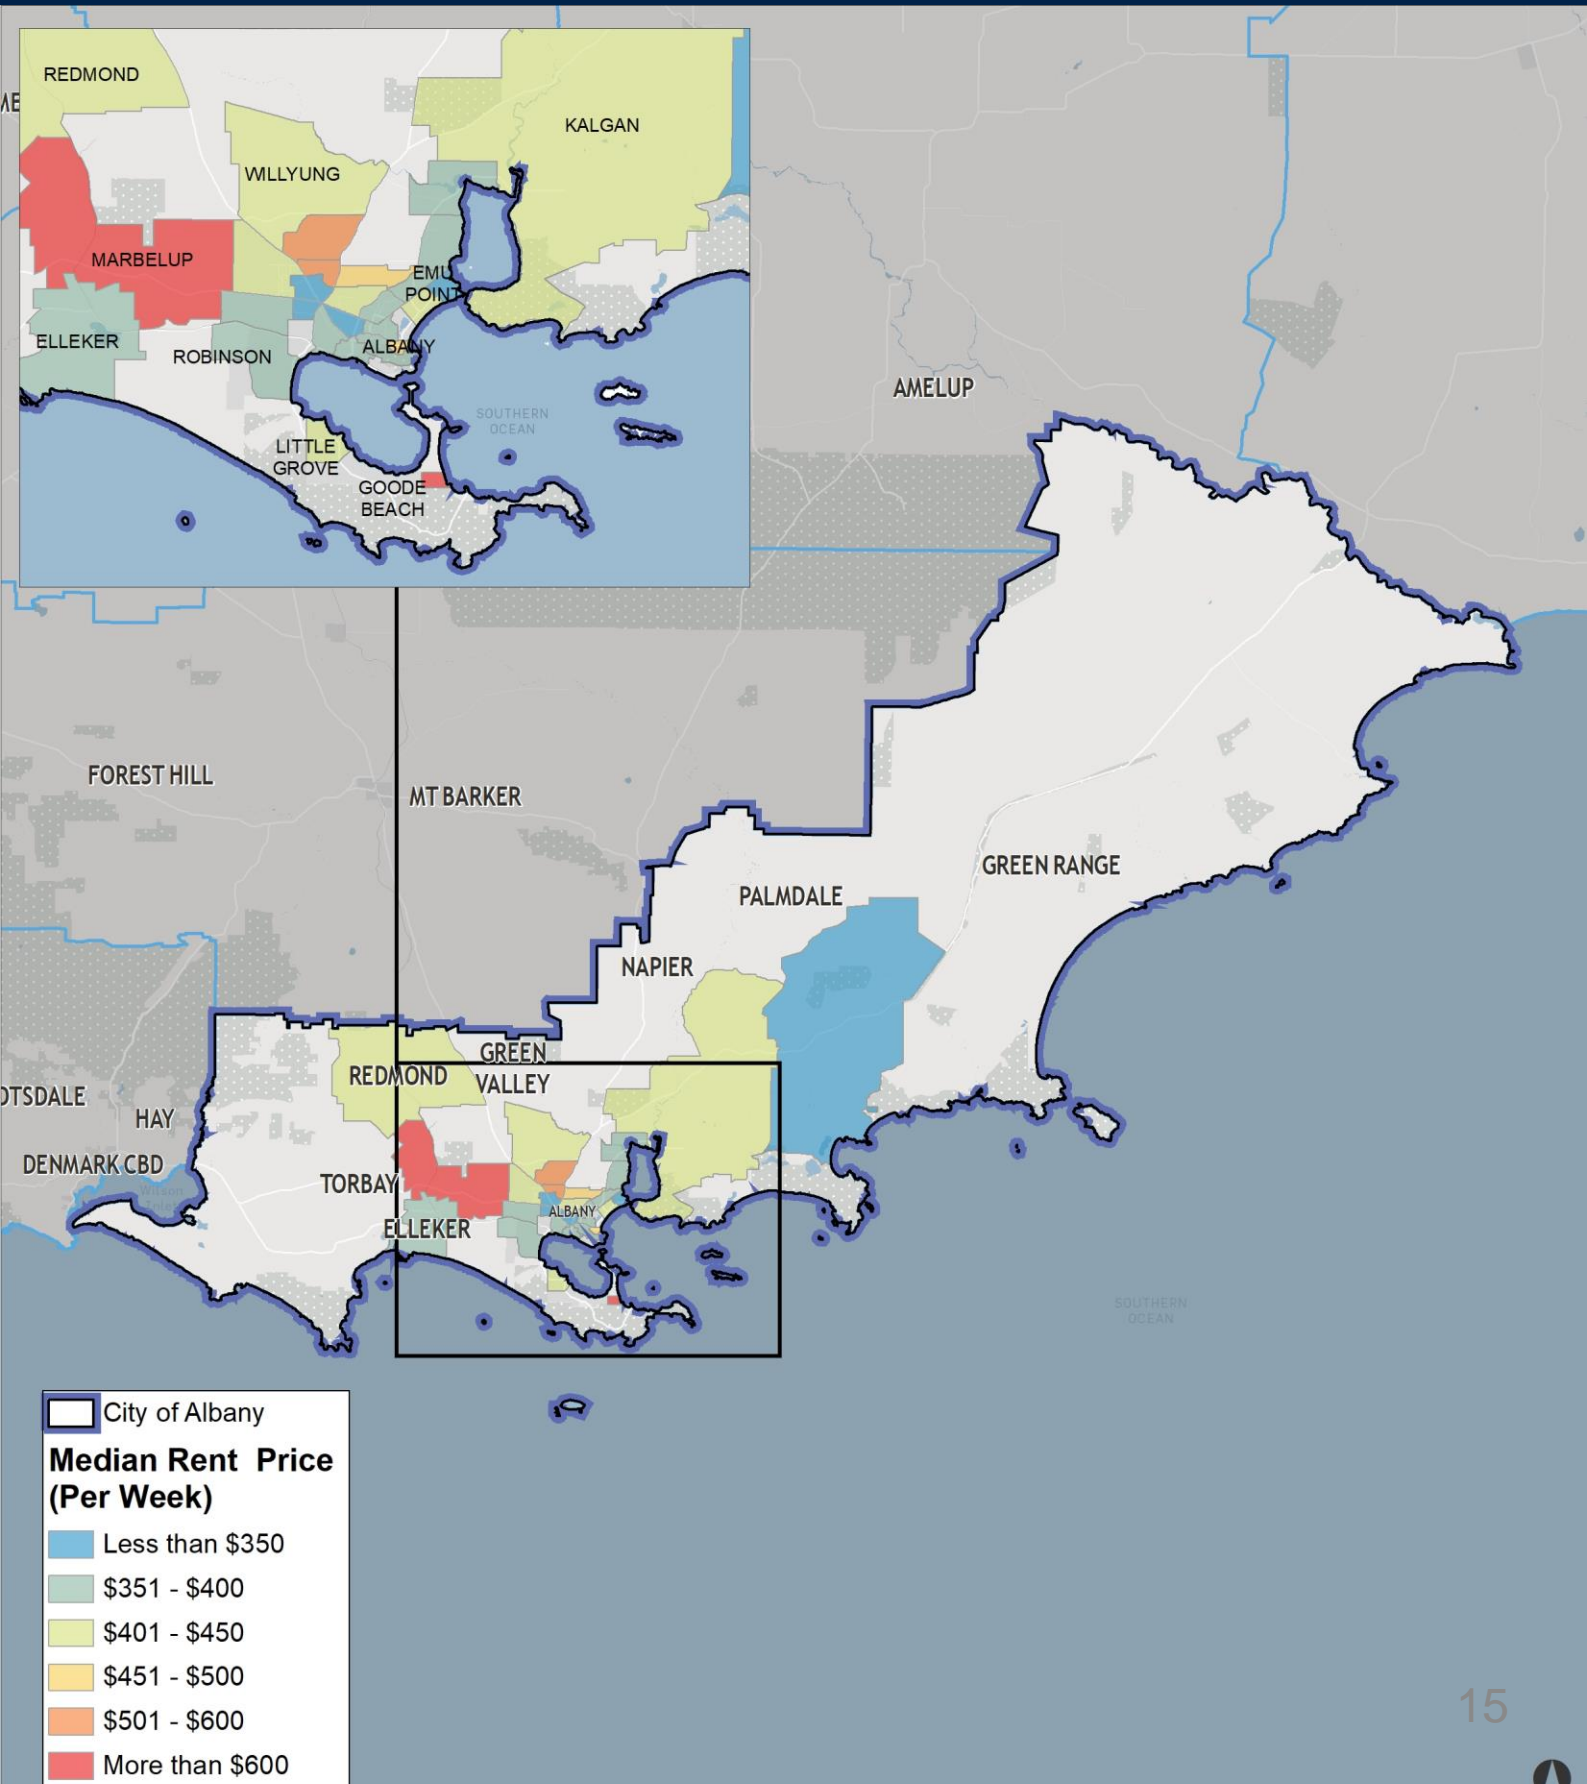 REDMOND
KALGAN
WILLYUNG
MARBELUP
EMU
POINT
ELLEKER
ROBINSON
ALBANY
SOUTHERN
OCEAN
LITTLE
GROVE
GOODE
BEACH
AMELUP
FOREST HILL
MT BARKER
GREEN RANGE
PALMDALE
NAPIER
GREEN
VALLEY
REDMOND
OTSDALE
HAY
DENMARK CBD
TORBAY
ALBANY
ELLEKER
SOUTHERN
OCEAN
City of Albany
Median Rent Price
(Per Week)
Less than $350
$351 - $400
$401 - $450
$451 - $500
$501 - $600
More than $600
15